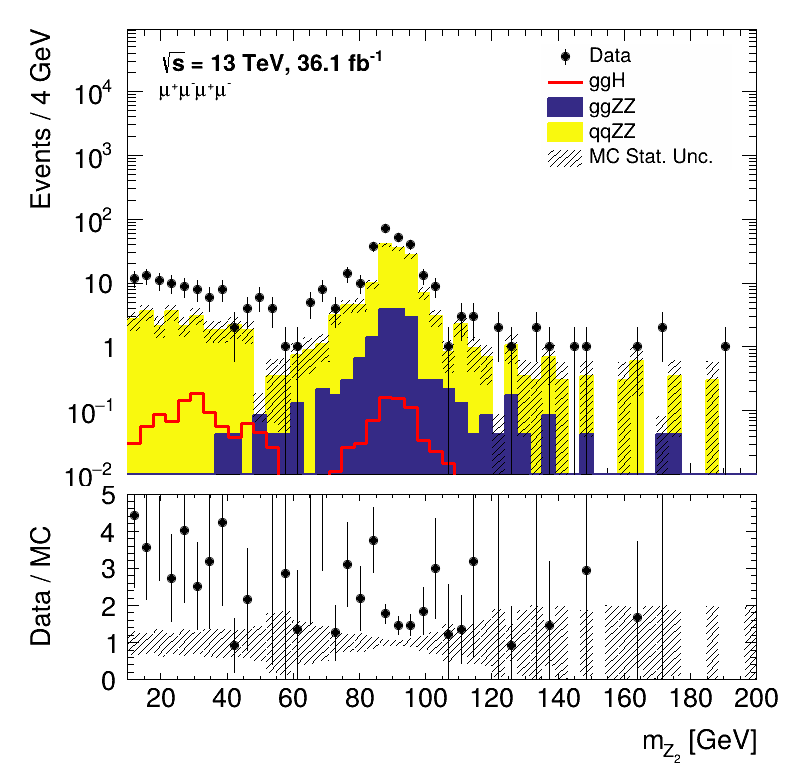 Events / 4 GeV
10⁴
10³
10²
10
1
10⁻¹
10⁻²
√s = 13 TeV, 36.1 fb⁻¹
μ⁺μ⁻μ⁺μ⁻
Data
ggH
ggZZ
qqZZ
MC Stat. Unc.
Data / MC
5
4
3
2
1
0
20 40 60 80 100 120 140 160 180 200
m_Z₂ [GeV]